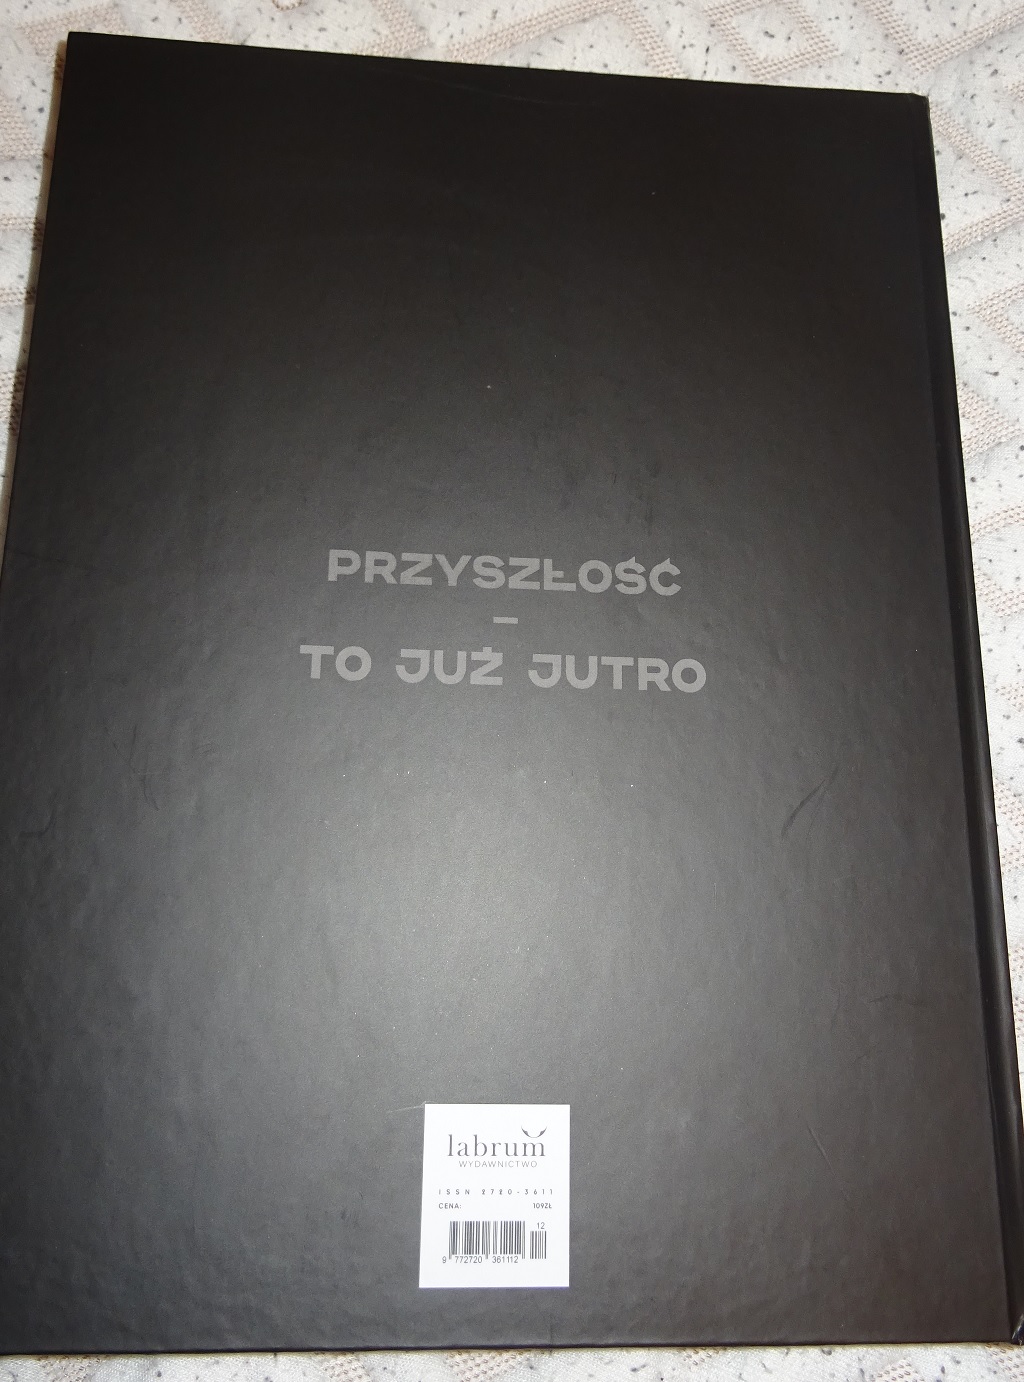 PRZYSZŁOŚĆ
–
TO JUŻ JUTRO
labrum
WYDAWNICTWO
ISSN 2720-3611
CENA: 109ZŁ
12
9 772720 361112